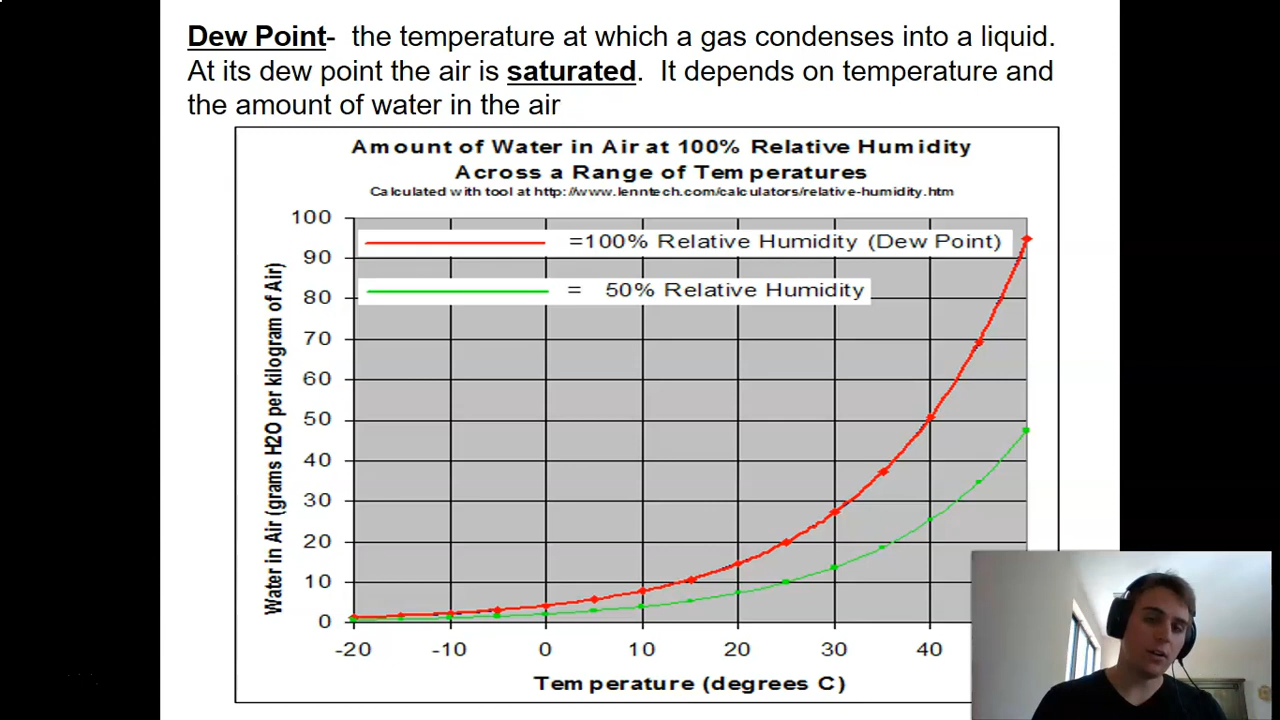 Dew Point- the temperature at which a gas condenses into a liquid.
At its dew point the air is saturated. It depends on temperature and
the amount of water in the air
Amount of Water in Air at 100% Relative Humidity
Across a Range of Temperatures
Calculated with tool at http://www.lenntech.com/calculators/relative-humidity.htm
100
=100% Relative Humidity (Dew Point)
90
= 50% Relative Humidity
80
70
60
50
40
30
20
10
0
Water in Air (grams H2O per kilogram of Air)
-20 -10 0 10 20 30 40
Temperature (degrees C)